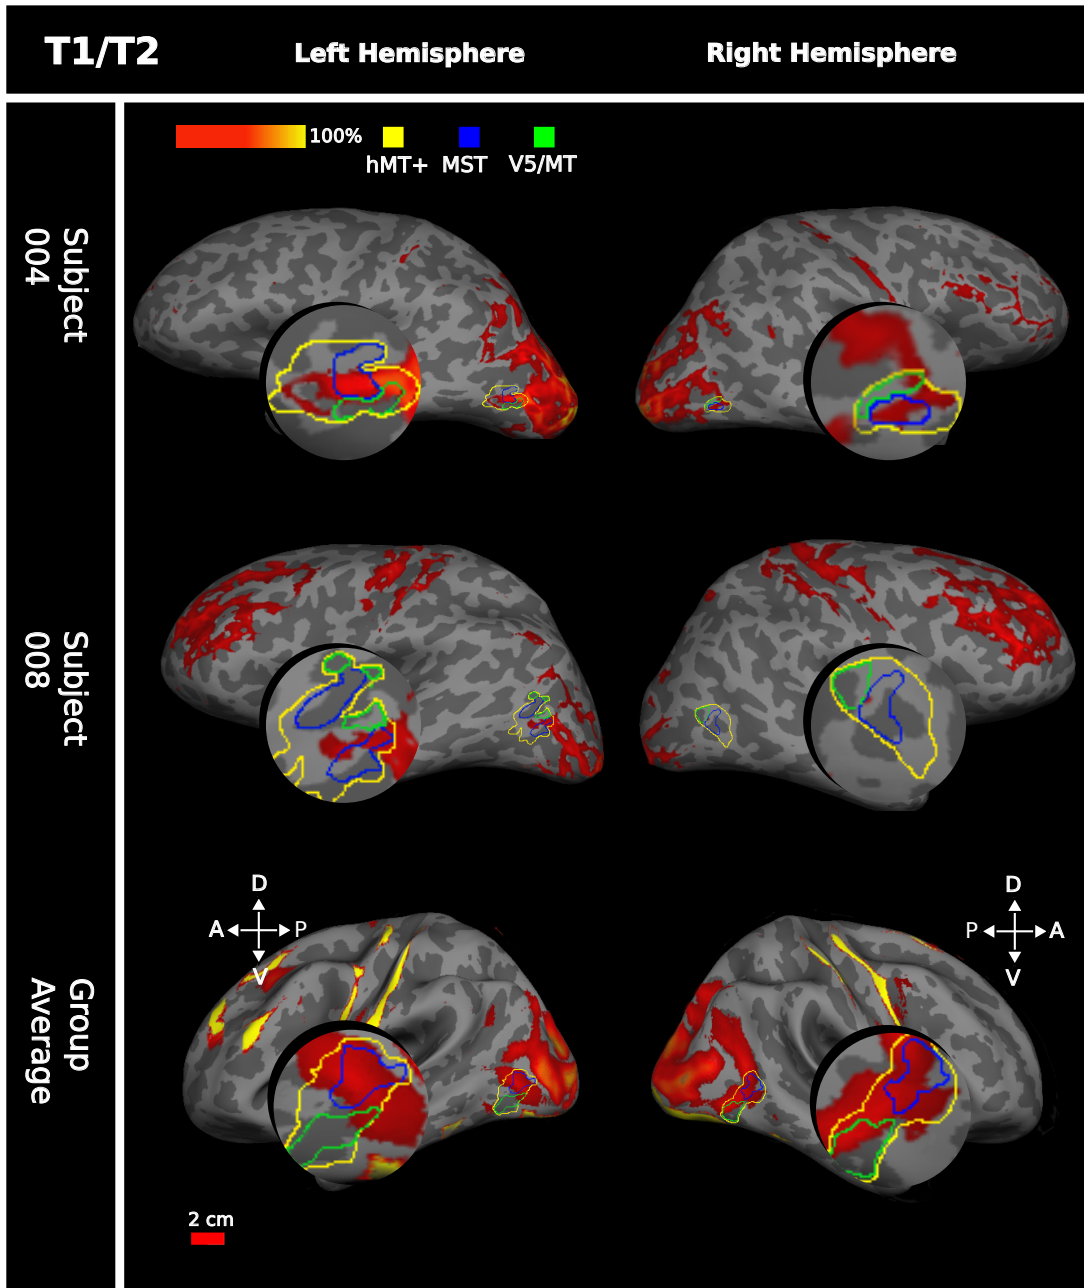 T1/T2
Left Hemisphere
Right Hemisphere
100%
hMT+
MST
V5/MT
Subject
004
Subject
008
Group
Average
D
A
P
V
D
P
A
V
2 cm